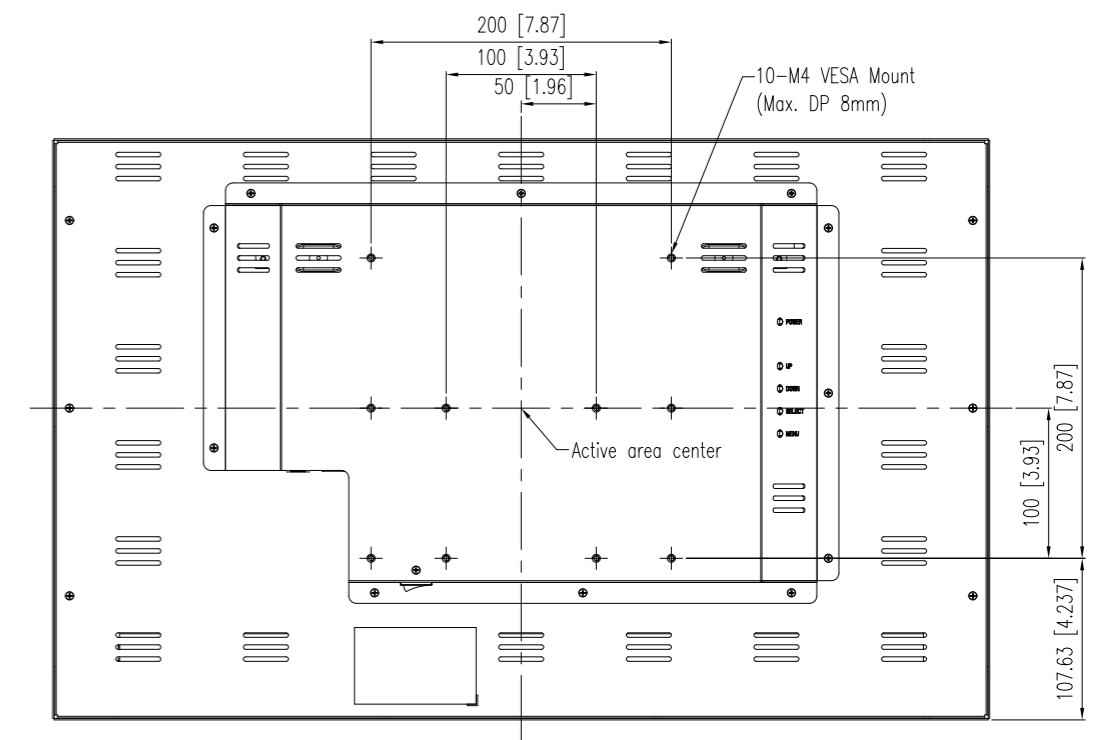 200 [7.87]
100 [3.93]
50 [1.96]
10-M4 VESA Mount
(Max. DP 8mm)
POWER
UP
DOWN
SELECT
MENU
Active area center
200 [7.87]
100 [3.93]
107.63 [4.237]